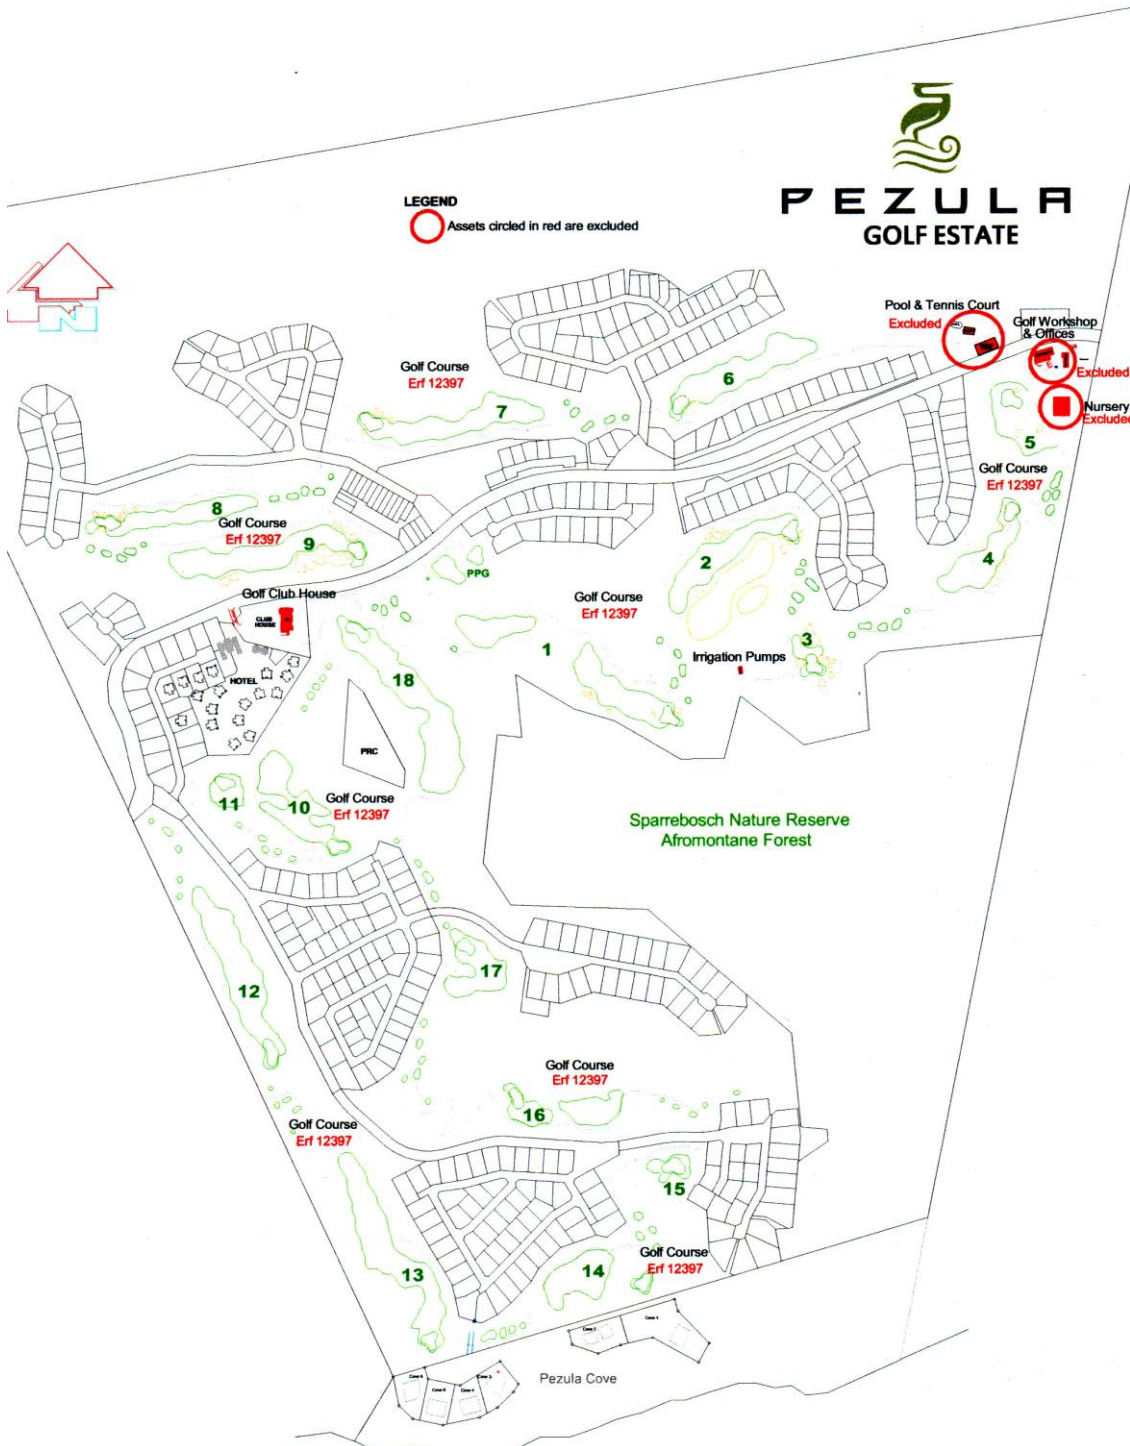 PEZULA
GOLF ESTATE
LEGEND
Assets circled in red are excluded
N
Pool & Tennis Court
Excluded
Golf Workshop
& Offices
Excluded
Nursery
Excluded
Golf Course
Erf 12397
6
7
5
Golf Course
Erf 12397
8
Golf Course
Erf 12397
9
4
2
PPG
Golf Course
Erf 12397
Golf Club House
CLUB
HOUSE
1
3
Irrigation Pumps
HOTEL
18
PRC
11
10
Golf Course
Erf 12397
Sparrebosch Nature Reserve
Afromontane Forest
17
12
Golf Course
Erf 12397
16
Golf Course
Erf 12397
15
13
14
Golf Course
Erf 12397
Pezula Cove